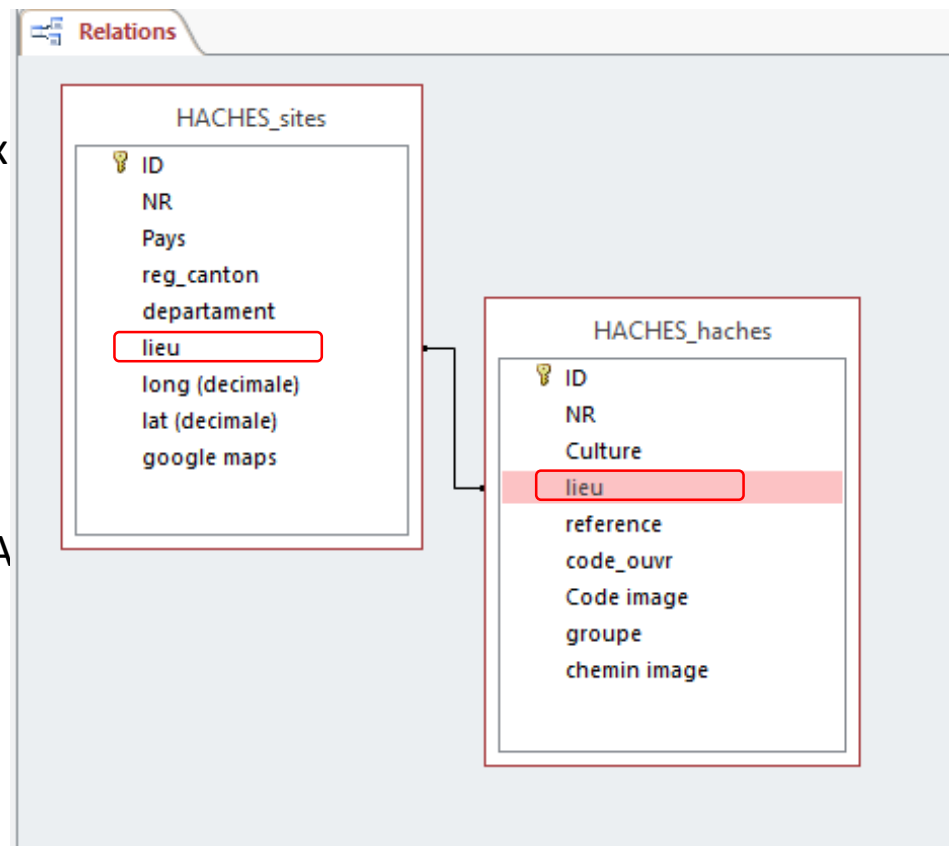 Relations
x
HACHES_sites
ID
NR
Pays
reg_canton
departament
lieu
long (decimale)
lat (decimale)
google maps
A
HACHES_haches
ID
NR
Culture
lieu
reference
code_ouvr
Code image
groupe
chemin image